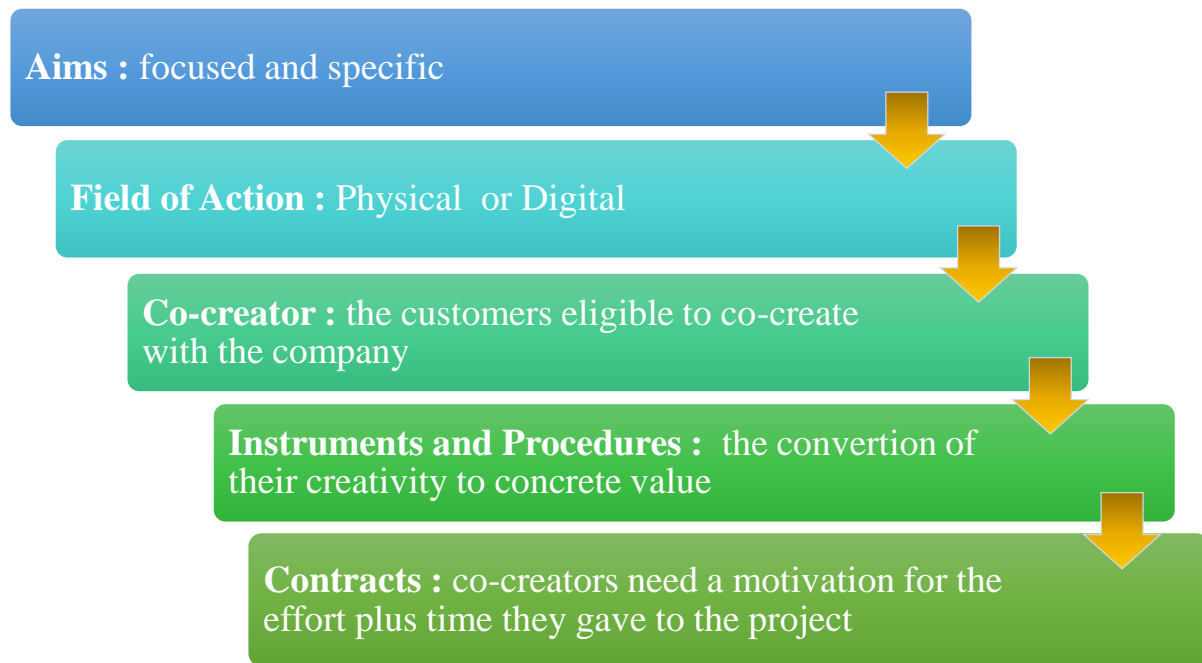 Aims : focused and specific
Field of Action : Physical  or Digital
Co-creator : the customers eligible to co-create
with the company
Instruments and Procedures :  the convertion of
their creativity to concrete value
Contracts : co-creators need a motivation for the
effort plus time they gave to the project